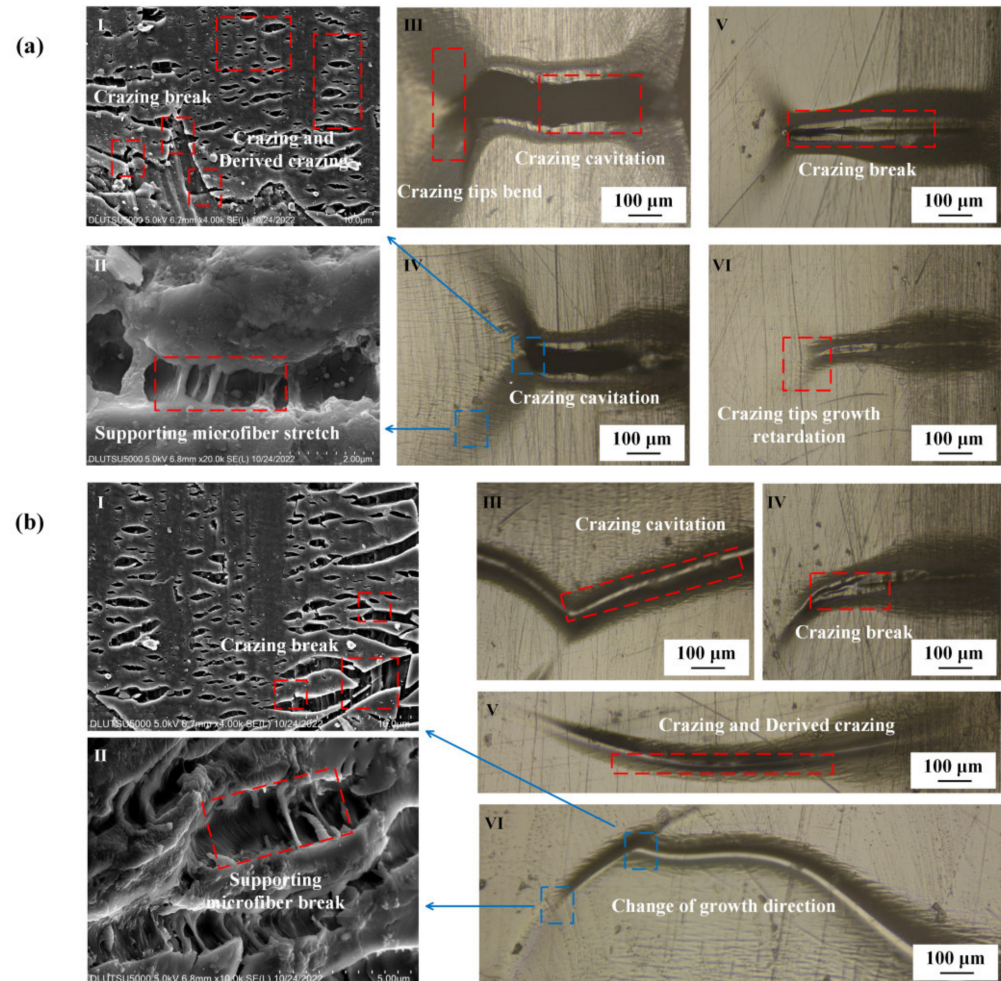 (a)
I
Crazing break
Crazing and
Derived crazing
DLUTSU5000 5.0kV 6.7mm x4.00k SE(L) 10/24/2022
10.0μm
II
Supporting microfiber stretch
DLUTSU5000 5.0kV 6.8mm x20.0k SE(L) 10/24/2022
2.00μm
III
Crazing cavitation
Crazing tips bend
100 μm
IV
Crazing cavitation
100 μm
V
Crazing break
100 μm
VI
Crazing tips growth
retardation
100 μm
(b)
I
Crazing break
DLUTSU5000 5.0kV 6.7mm x4.00k SE(L) 10/24/2022
10.0μm
II
Supporting
microfiber break
DLUTSU5000 5.0kV 6.8mm x10.0k SE(L) 10/24/2022
5.00μm
III
Crazing cavitation
100 μm
IV
Crazing break
100 μm
V
Crazing and Derived crazing
100 μm
VI
Change of growth direction
100 μm